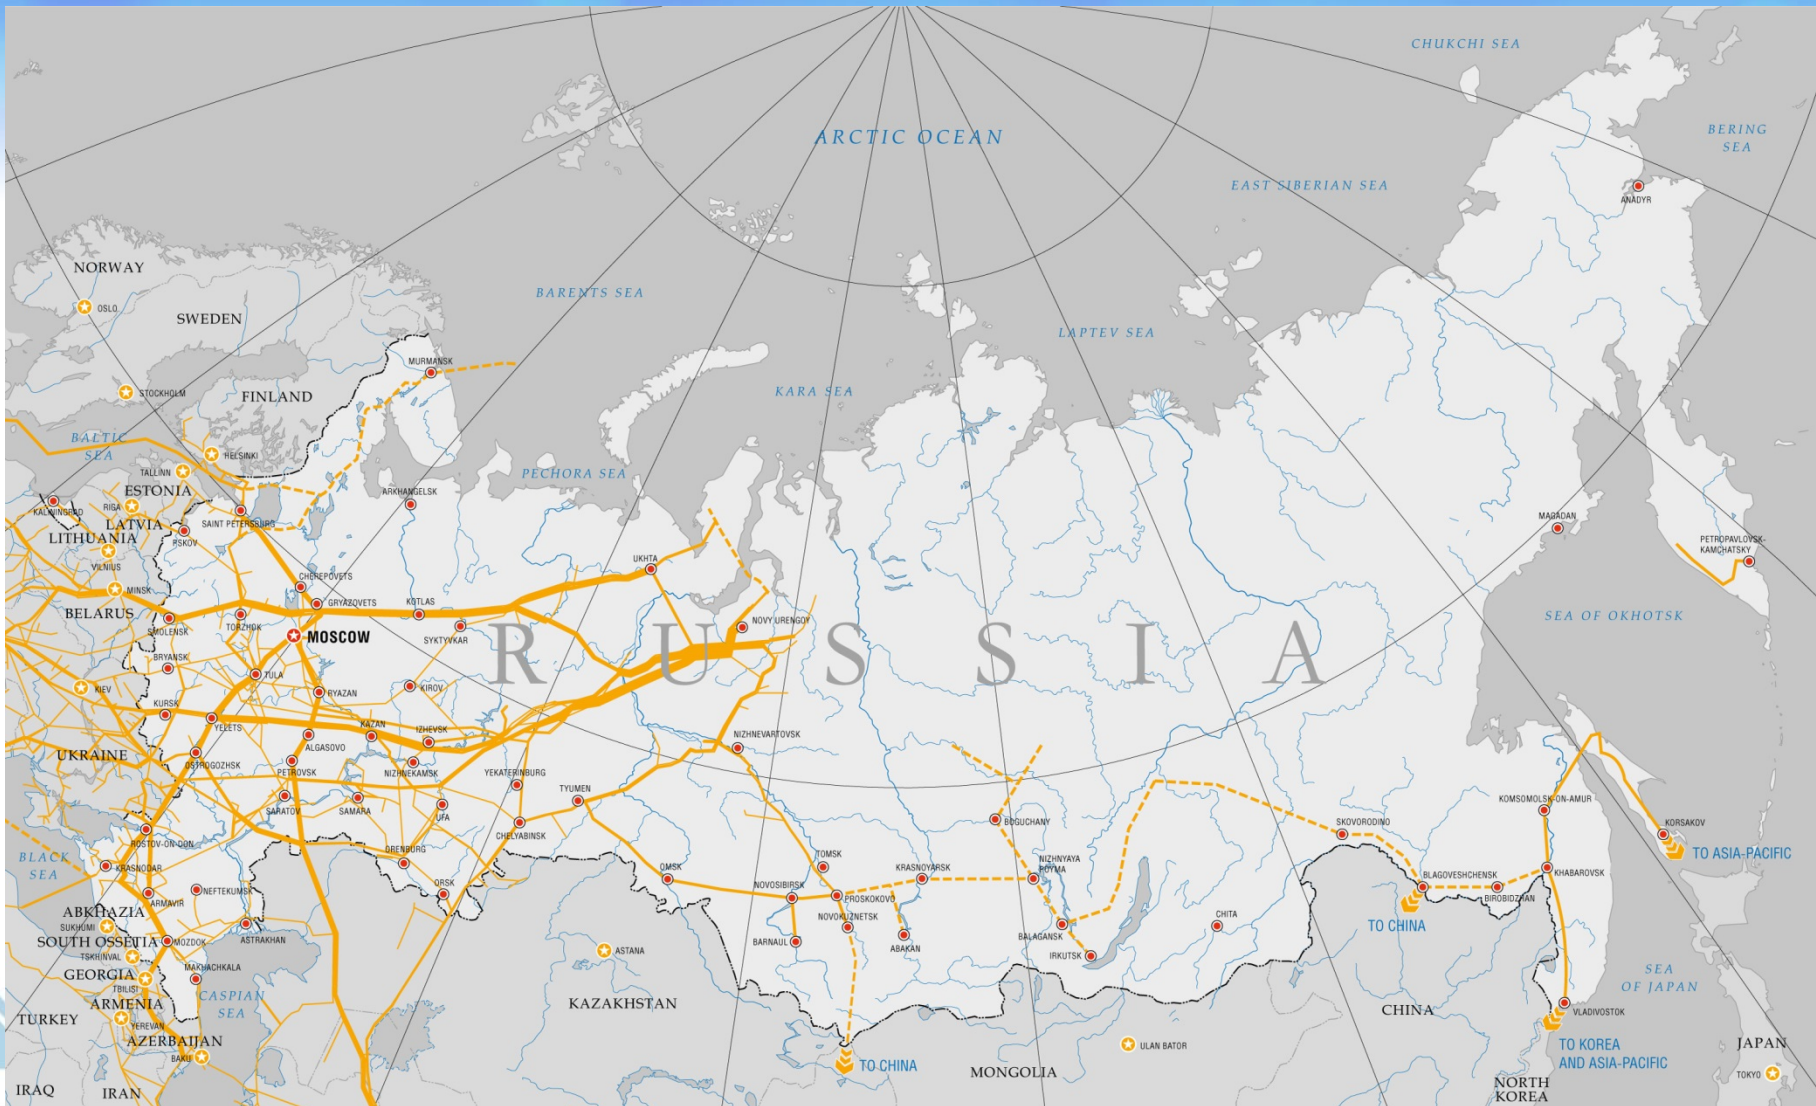 CHUKCHI SEA
ARCTIC OCEAN
BERING
SEA
EAST SIBERIAN SEA
ANADYR
NORWAY
OSLO
SWEDEN
BARENTS SEA
LAPTEV SEA
MURMANSK
KARA SEA
STOCKHOLM
FINLAND
BALTIC
SEA
HELSINKI
TALLINN
PECHORA SEA
ESTONIA
ARKHANGELSK
KALININGRAD
RIGA
LATVIA
SAINT PETERSBURG
MAGADAN
LITHUANIA
PSKOV
PETROPAVLOVSK-
KAMCHATSKY
VILNIUS
UKHTA
CHEREPOVETS
MINSK
GRYAZOVETS
KOTLAS
BELARUS
SMOLENSK
TORZHOK
NOVY URENGOY
SEA OF OKHOTSK
MOSCOW
SYKTYVKAR
RUSSIA
BRYANSK
TULA
KIEV
RYAZAN
KIROV
KURSK
YELETS
KAZAN
IZHEVSK
ALGASOVO
NIZHNEVARTOVSK
UKRAINE
OSTROGOZHSK
PETROVSK
NIZHNEKAMSK
YEKATERINBURG
TYUMEN
SARATOV
SAMARA
UFA
CHELYABINSK
BOGUCHANY
SKOVORODINO
KOMSOMOLSK-ON-AMUR
KORSAKOV
ROSTOV-ON-DON
ORENBURG
TO ASIA-PACIFIC
BLACK
SEA
KRASNODAR
OMSK
TOMSK
KRASNOYARSK
NIZHNYAYA
POYMA
KHABAROVSK
BLAGOVESHCHENSK
BIROBIDZHAN
NEFTEKUMSK
ARMAVIR
ORSK
NOVOSIBIRSK
PROSKOKOVO
ABKHAZIA
SUKHUMI
NOVOKUZNETSK
CHITA
TO CHINA
ASTRAKHAN
SOUTH OSSETIA
MOZDOK
BARNAUL
ABAKAN
BALAGANSK
TSKHINVAL
ASTANA
IRKUTSK
GEORGIA
MAKHACHKALA
TBILISI
SEA
OF JAPAN
CASPIAN
SEA
ARMENIA
KAZAKHSTAN
CHINA
VLADIVOSTOK
TURKEY
YEREVAN
AZERBAIJAN
BAKU
ULAN BATOR
TO KOREA
AND ASIA-PACIFIC
JAPAN
TO CHINA
MONGOLIA
TOKYO
IRAQ
IRAN
NORTH
KOREA